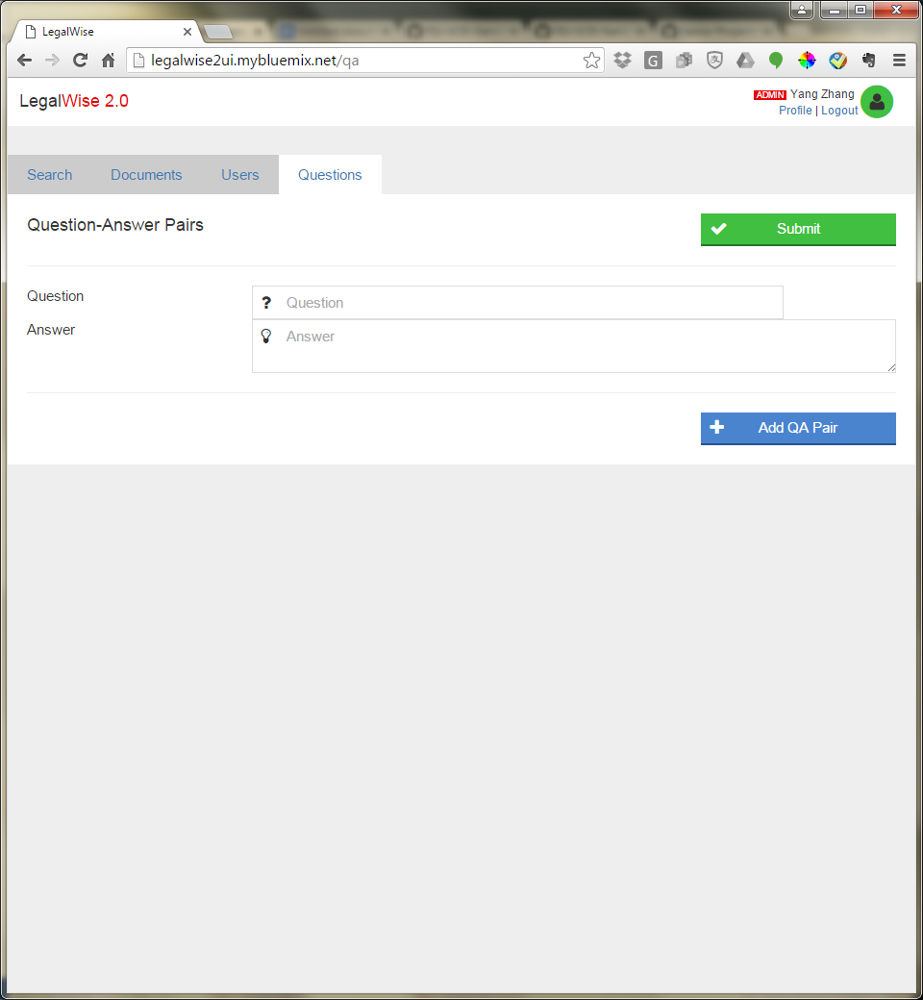 LegalWise
legalwise2ui.mybluemix.net/qa
G
LegalWise 2.0
ADMIN Yang Zhang
Profile | Logout
Search Documents Users Questions
Question-Answer Pairs
Submit
Question
? Question
Answer
Answer
Add QA Pair